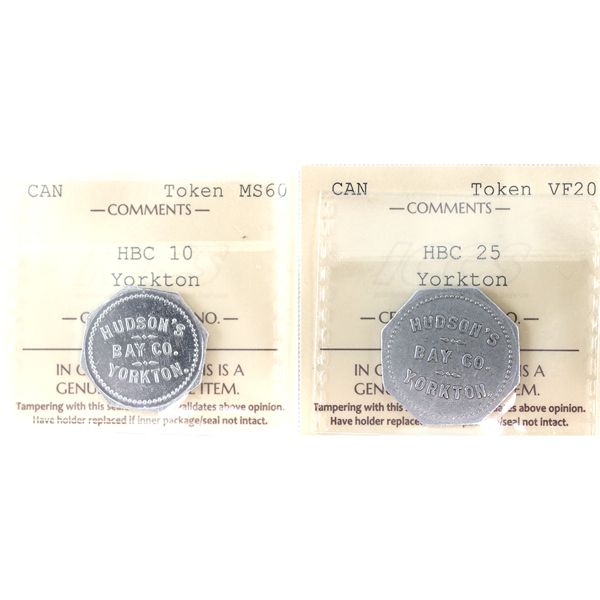 CAN Token MS60
— COMMENTS —
HBC 10
Yorkton
HUDSON'S
BAY CO.
YORKTON.
NO. —
IN IS A
GENU ITEM.
Tampering with this validates above opinion.
Have holder replaced if inner package/seal not intact.
CAN Token VF20
— COMMENTS —
HBC 25
Yorkton
HUDSON'S
BAY CO.
YORKTON.
NO. —
IN IS A
GENU ITEM.
Tampering with this above opinion.
Have holder /seal not intact.